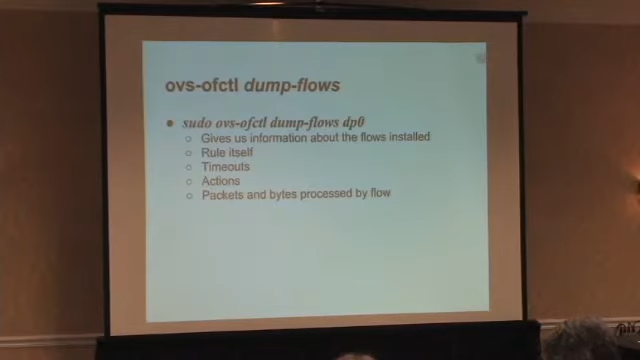 ovs-ofctl dump-flows
sudo ovs-ofctl dump-flows dp0
Gives us information about the flows installed
Rule itself
Timeouts
Actions
Packets and bytes processed by flow